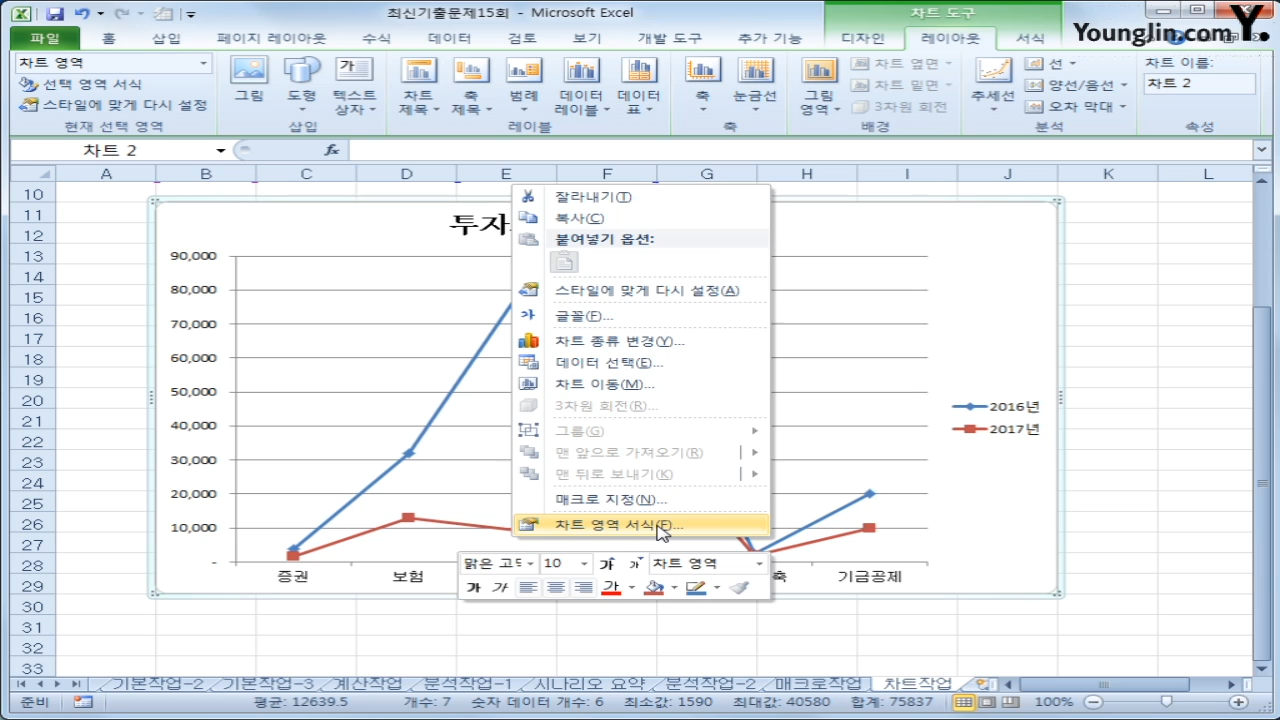 최신기출문제15회 - Microsoft Excel
차트 도구
Younglin.com Y.
파일 홈 삽입 페이지 레이아웃 수식 데이터 검토 보기 개발 도구 추가 기능 디자인 레이아웃 서식
차트 영역
선택 영역 서식
스타일에 맞게 다시 설정
현재 선택 영역
그림 도형 텍스트 상자
삽입
차트 제목 축 제목 범례 데이터 레이블 데이터 표
레이블
축 눈금선
축
그림 영역 차트 옆면 차트 밑면 3차원 회전
배경
추세선 선 양선/음선 오차 막대
분석
차트 이름:
차트 2
속성
차트 2 fx
A B C D E F G H I J K L
10
11
12
13
14
15
16
17
18
19
20
21
22
23
24
25
26
27
28
29
30
31
32
33
투자
90,000
80,000
70,000
60,000
50,000
40,000
30,000
20,000
10,000
-
증권 보험 축 기금공제
2016년
2017년
잘라내기(T)
복사(C)
붙여넣기 옵션:
스타일에 맞게 다시 설정(A)
글꼴(F)...
차트 종류 변경(Y)...
데이터 선택(E)...
차트 이동(M)...
3차원 회전(R)...
그룹(G)
맨 앞으로 가져오기(R)
맨 뒤로 보내기(K)
매크로 지정(N)...
차트 영역 서식(F)...
맑은 고딕 10 가 가 차트 영역
가 가 가
기본작업-2 기본작업-3 계산작업 분석작업-1 시나리오 요약 분석작업-2 매크로작업 차트작업
준비 평균: 12639.5 개수: 7 숫자 데이터 개수: 6 최소값: 1590 최대값: 40580 합계: 75837 100%